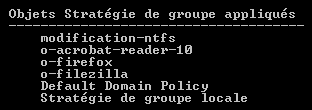 Objets Stratégie de groupe appliqués
-------------------------------------
modification-ntfs
o-acrobat-reader-10
o-firefox
o-filezilla
Default Domain Policy
Stratégie de groupe locale